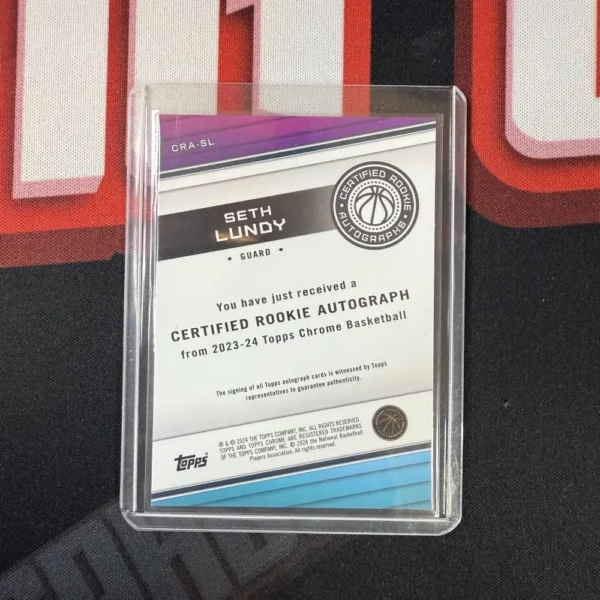 CRA-SL
SETH
LUNDY
• GUARD •
CERTIFIED ROOKIE
AUTOGRAPHS
You have just received a
CERTIFIED ROOKIE AUTOGRAPH
from 2023-24 Topps Chrome Basketball
The signing of all Topps autograph cards is witnessed by Topps
representatives to guarantee authenticity.
® & © 2024 THE TOPPS COMPANY, INC. ALL RIGHTS RESERVED.
TOPPS AND TOPPS CHROME ARE REGISTERED TRADEMARKS
OF THE TOPPS COMPANY, INC. © 2024 the National Basketball
Players Association. All rights reserved.
topps